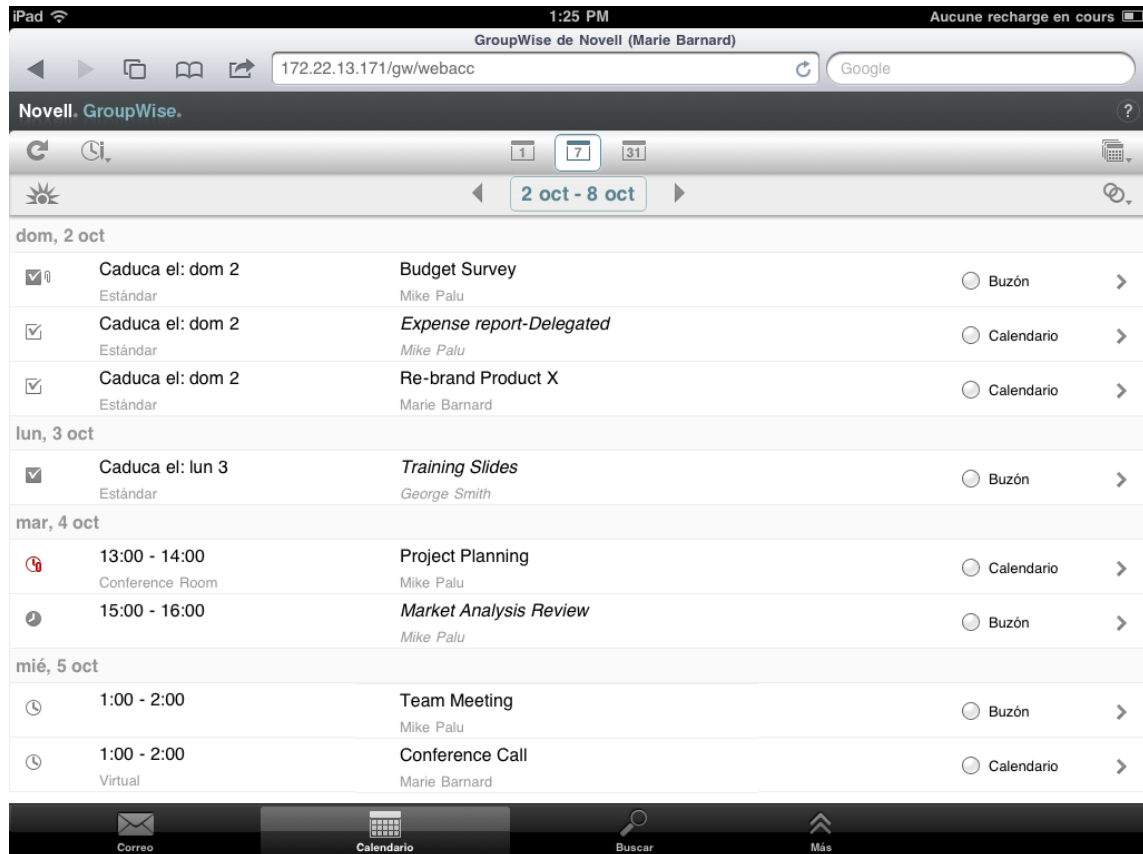 iPad 1:25 PM Aucune recharge en cours
GroupWise de Novell (Marie Barnard)
172.22.13.171/gw/webacc Google
Novell. GroupWise. ?
1 7 31
2 oct - 8 oct
dom, 2 oct
Caduca el: dom 2 Budget Survey
Buzón
Estándar Mike Palu
Caduca el: dom 2 Expense report-Delegated
Calendario
Estándar Mike Palu
Caduca el: dom 2 Re-brand Product X
Calendario
Estándar Marie Barnard
lun, 3 oct
Caduca el: lun 3 Training Slides
Buzón
Estándar George Smith
mar, 4 oct
13:00 - 14:00 Project Planning
Calendario
Conference Room Mike Palu
15:00 - 16:00 Market Analysis Review
Buzón
Mike Palu
mié, 5 oct
1:00 - 2:00 Team Meeting
Buzón
Mike Palu
1:00 - 2:00 Conference Call
Calendario
Virtual Marie Barnard
Correo Calendario Buscar Más